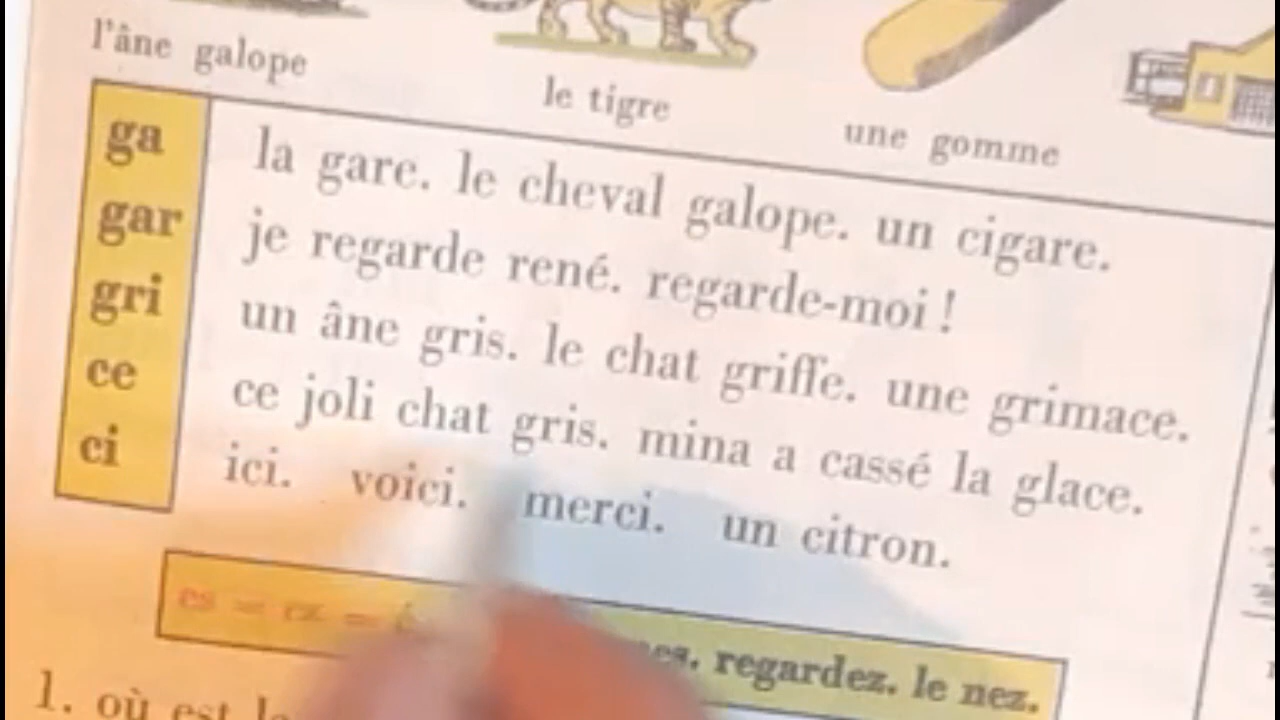 l'âne galope
le tigre
une gomme
ga
gar
gri
ce
ci
la gare. le cheval galope. un cigare.
je regarde rené. regarde-moi !
un âne gris. le chat griffe. une grimace.
ce joli chat gris. mina a cassé la glace.
ici. voici. merci. un citron.
es = ez = regardez. le nez.
1. où est